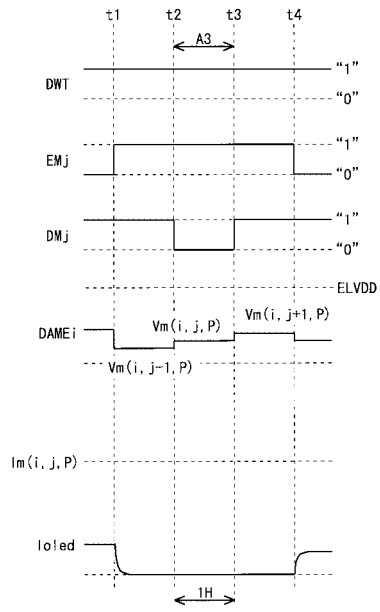 t1 t2 t3 t4
A3
DWT “1”
“0”
EMj “1”
“0”
DMj “1”
“0”
ELVDD
DAMEi Vm(i, j, P) Vm(i, j+1, P)
Vm(i, j−1, P)
Im(i, j, P)
Ioled
1H